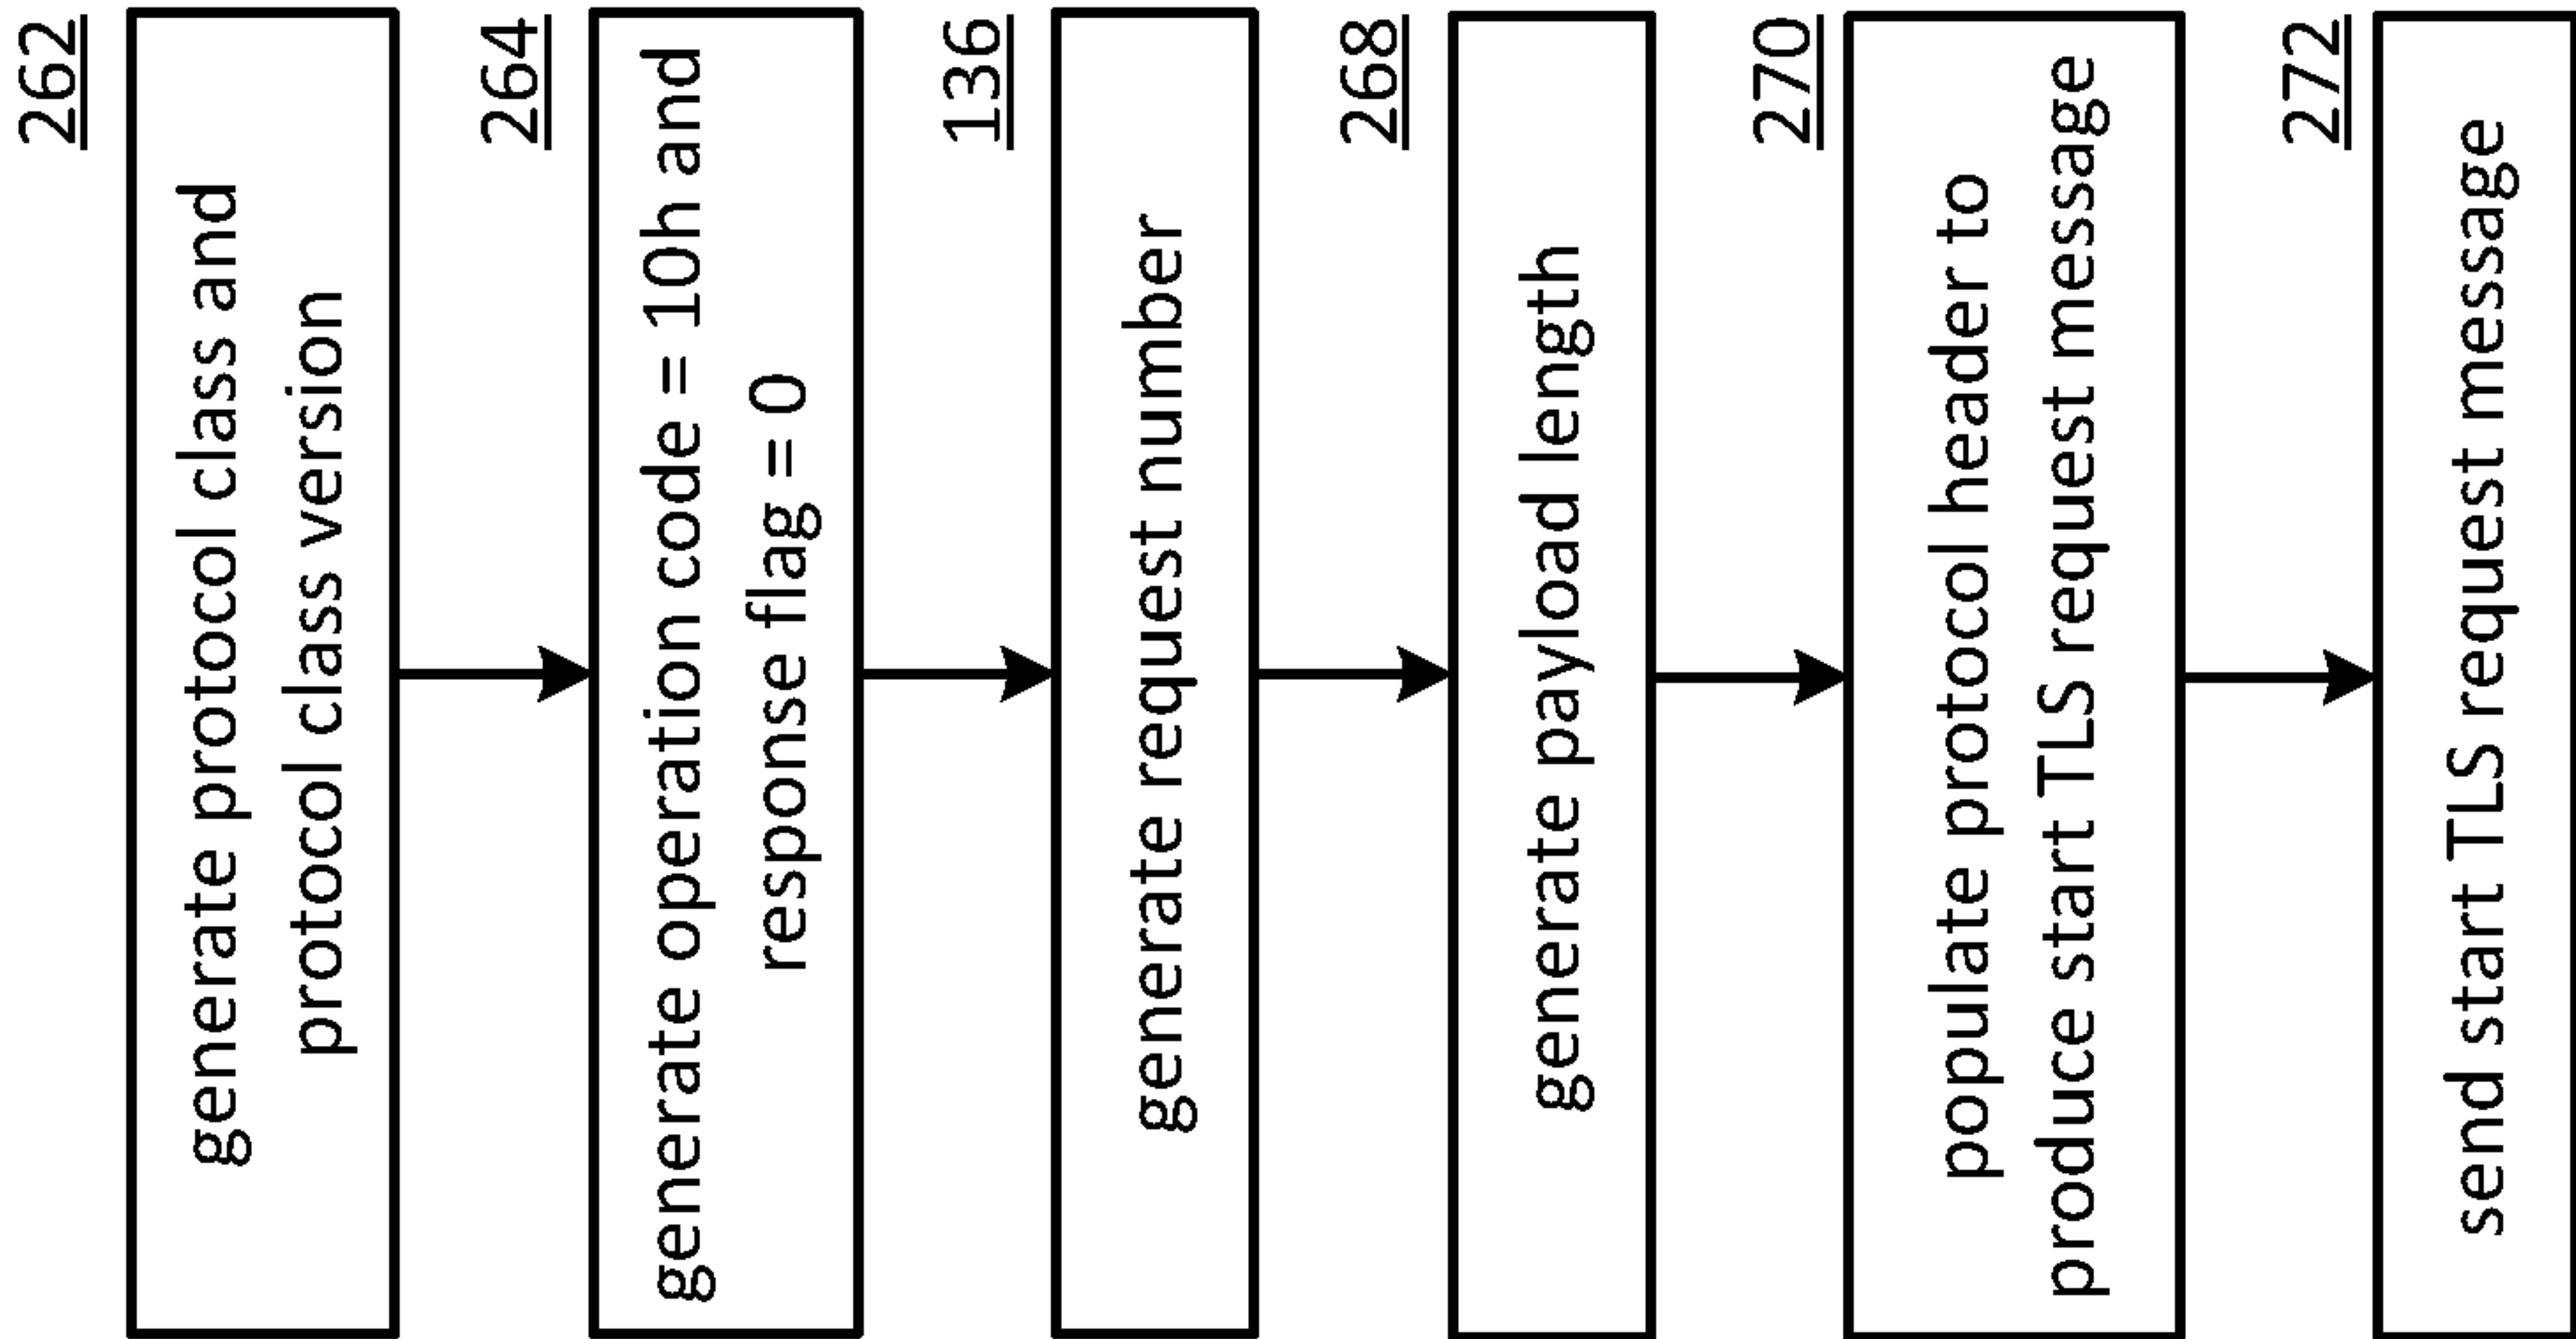 262
generate protocol class and
protocol class version
264
generate operation code = 10h and
response flag = 0
136
generate request number
268
generate payload length
270
populate protocol header to
produce start TLS request message
272
send start TLS request message